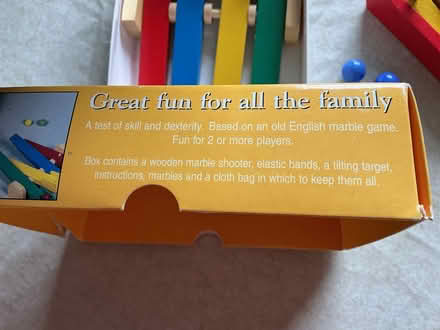 Great fun for all the family
A test of skill and dexterity. Based on an old English marble game.
Fun for 2 or more players.
Box contains a wooden marble shooter, elastic bands, a tilting target,
instructions, marbles and a cloth bag in which to keep them all.